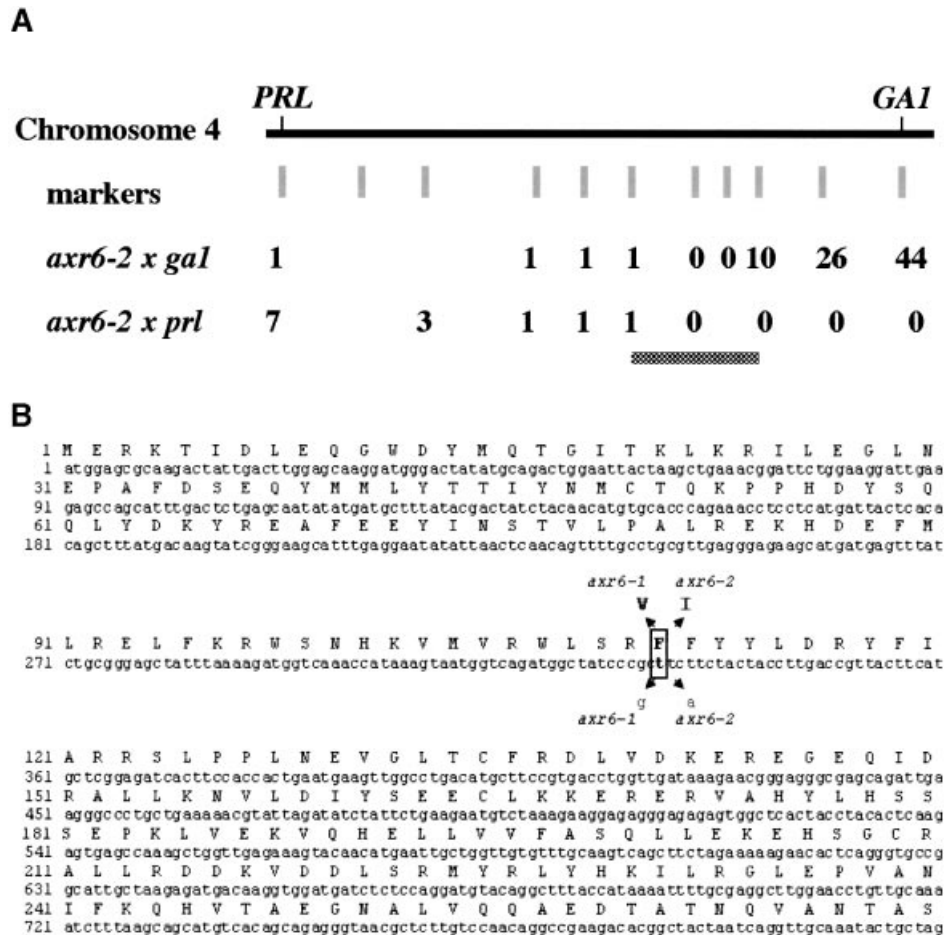 A
PRL GA1
Chromosome 4
markers
axr6-2 x ga1 1 1 1 1 0 0 10 26 44
axr6-2 x prl 7 3 1 1 1 0 0 0 0
B
1 M E R K T I D L E Q G W D Y M Q T G I T K L K R I L E G L N
1 atggagcgcaagactattgacttggagcaaggatgggactatatgcagactggaattactaagctgaaacggattctggaaggattgaa
31 E P A F D S E Q Y M M L Y T T I Y N M C T Q K P P H D Y S Q
91 gagccagcatttgactctgagcaatatatgatgctttatacgactatctacaacatgtgcacccagaaacctcctcatgattactcaca
61 Q L Y D K Y R E A F E E Y I N S T V L P A L R E K H D E F M
181 cagctttatgacaagtatcgggaagcatttgaggaatatattaactcaacagttttgcctgcgttgagggagaagcatgatgagtttat
axr6-1 axr6-2
V I
91 L R E L F K R W S N H K V M V R W L S R F F Y Y L D R Y F I
271 ctgcgggagctatttaaaagatggtcaaaccataaagtaatggtcagatggctatcccgcttcttctactaccttgaccgttacttcat
g a
axr6-1 axr6-2
121 A R R S L P P L N E V G L T C F R D L V D K E R E G E Q I D
361 gctcggagatcacttccaccactgaatgaagttggcctgacatgcttccgtgacctggttgataaagaacgggagggcgagcagattga
151 R A L L K N V L D I Y S E E C L K K E R E R V A H Y L H S S
451 agggccctgctgaaaaacgtattagatatctattctgaagaatgtctaaagaaggagagggagagagtggctcactacctacactcaag
181 S E P K L V E K V Q H E L L V V F A S Q L L E K E H S G C R
541 agtgagccaaagctggttgagaaagtacaacatgaattgctggttgtgtttgcaagtcagcttctagaaaaagaacactcagggtgccg
211 A L L R D D K V D D L S R M Y R L Y H K I L R G L E P V A N
631 gcattgctaagagatgacaaggtggatgatctctccaggatgtacaggctttaccataaaattttgcgaggcttggaacctgttgcaaa
241 I F K Q H V T A E G N A L V Q Q A E D T A T N Q V A N T A S
721 atctttaagcagcatgtcacagcagagggtaacgctcttgtccaacaggccgaagacacggctactaatcaggttgcaaatactgctag